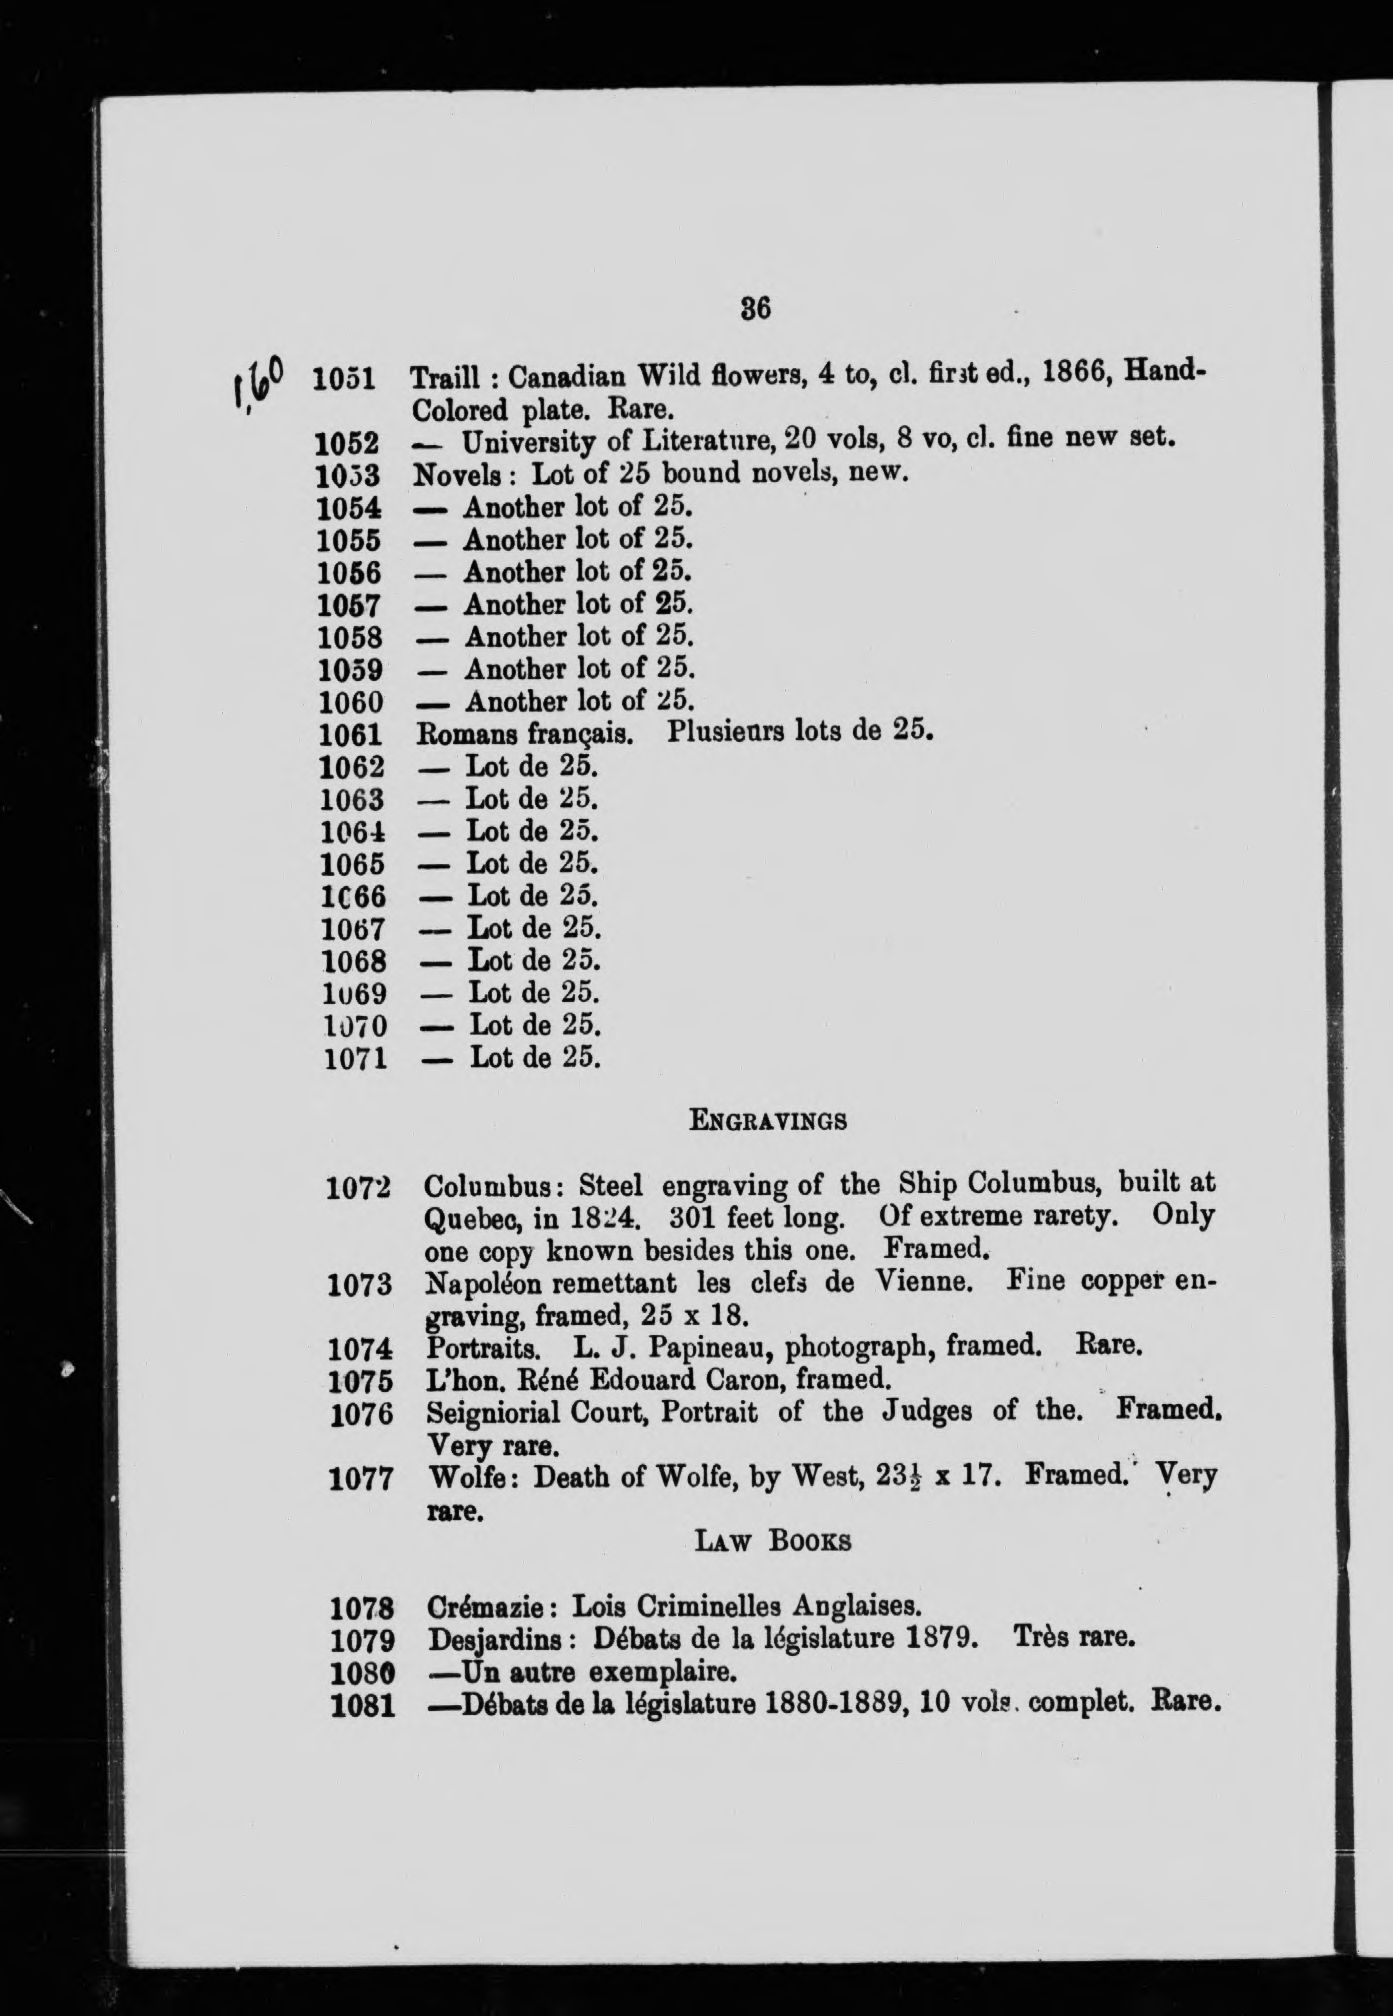 36
1.60 1051 Traill : Canadian Wild flowers, 4 to, cl. first ed., 1866, Hand-
Colored plate. Rare.
1052 — University of Literature, 20 vols, 8 vo, cl. fine new set.
1053 Novels : Lot of 25 bound novels, new.
1054 — Another lot of 25.
1055 — Another lot of 25.
1056 — Another lot of 25.
1057 — Another lot of 25.
1058 — Another lot of 25.
1059 — Another lot of 25.
1060 — Another lot of 25.
1061 Romans français. Plusieurs lots de 25.
1062 — Lot de 25.
1063 — Lot de 25.
1064 — Lot de 25.
1065 — Lot de 25.
1066 — Lot de 25.
1067 — Lot de 25.
1068 — Lot de 25.
1069 — Lot de 25.
1070 — Lot de 25.
1071 — Lot de 25.
ENGRAVINGS
1072 Columbus : Steel engraving of the Ship Columbus, built at
Quebec, in 1824. 301 feet long. Of extreme rarety. Only
one copy known besides this one. Framed.
1073 Napoléon remettant les clefs de Vienne. Fine copper en-
graving, framed, 25 x 18.
1074 Portraits. L. J. Papineau, photograph, framed. Rare.
1075 L'hon. Réné Edouard Caron, framed.
1076 Seigniorial Court, Portrait of the Judges of the. Framed.
Very rare.
1077 Wolfe : Death of Wolfe, by West, 23½ x 17. Framed. Very
rare.
LAW BOOKS
1078 Crémazie : Lois Criminelles Anglaises.
1079 Desjardins : Débats de la législature 1879. Très rare.
1080 —Un autre exemplaire.
1081 —Débats de la législature 1880-1889, 10 vols. complet. Rare.